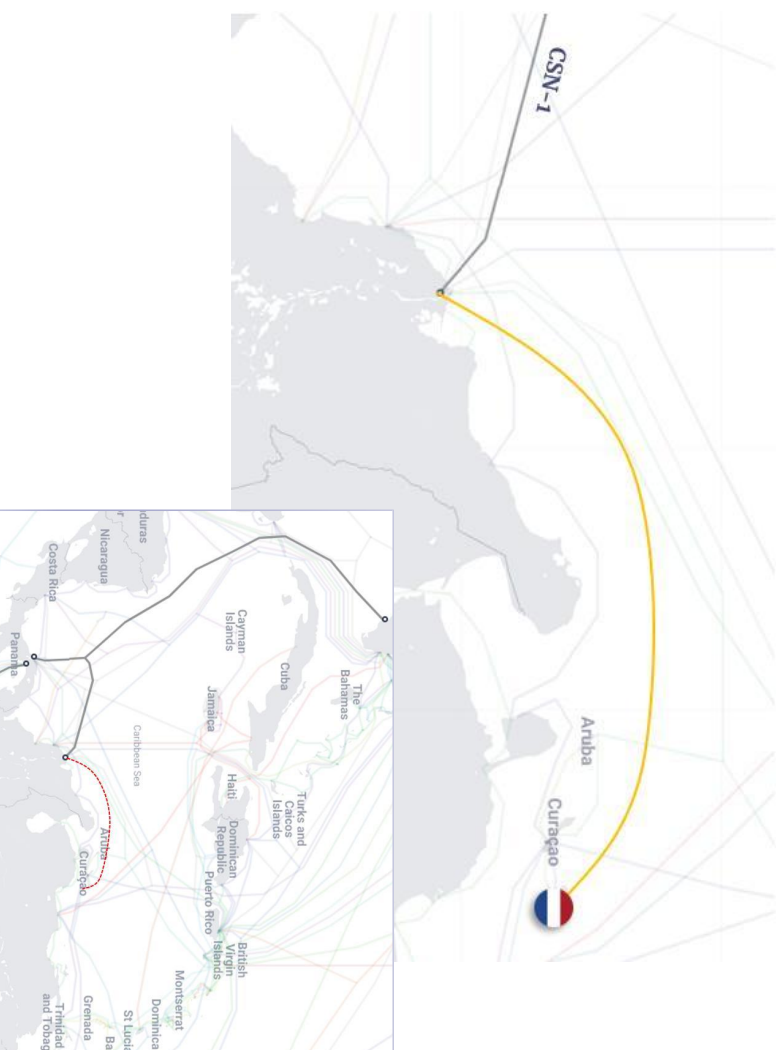 CSN-1
Aruba
Curaçao
duras
Nicaragua
Costa Rica
Panama
Cayman
Islands
Cuba
The
Bahamas
Jamaica
Caribbean Sea
Haiti
Turks and
Caicos
Islands
Dominican
Republic
Puerto Rico
British
Virgin
Islands
Aruba
Curaçao
Montserrat
Dominica
St Luci
Ba
Grenada
Trinidad
and Tobag